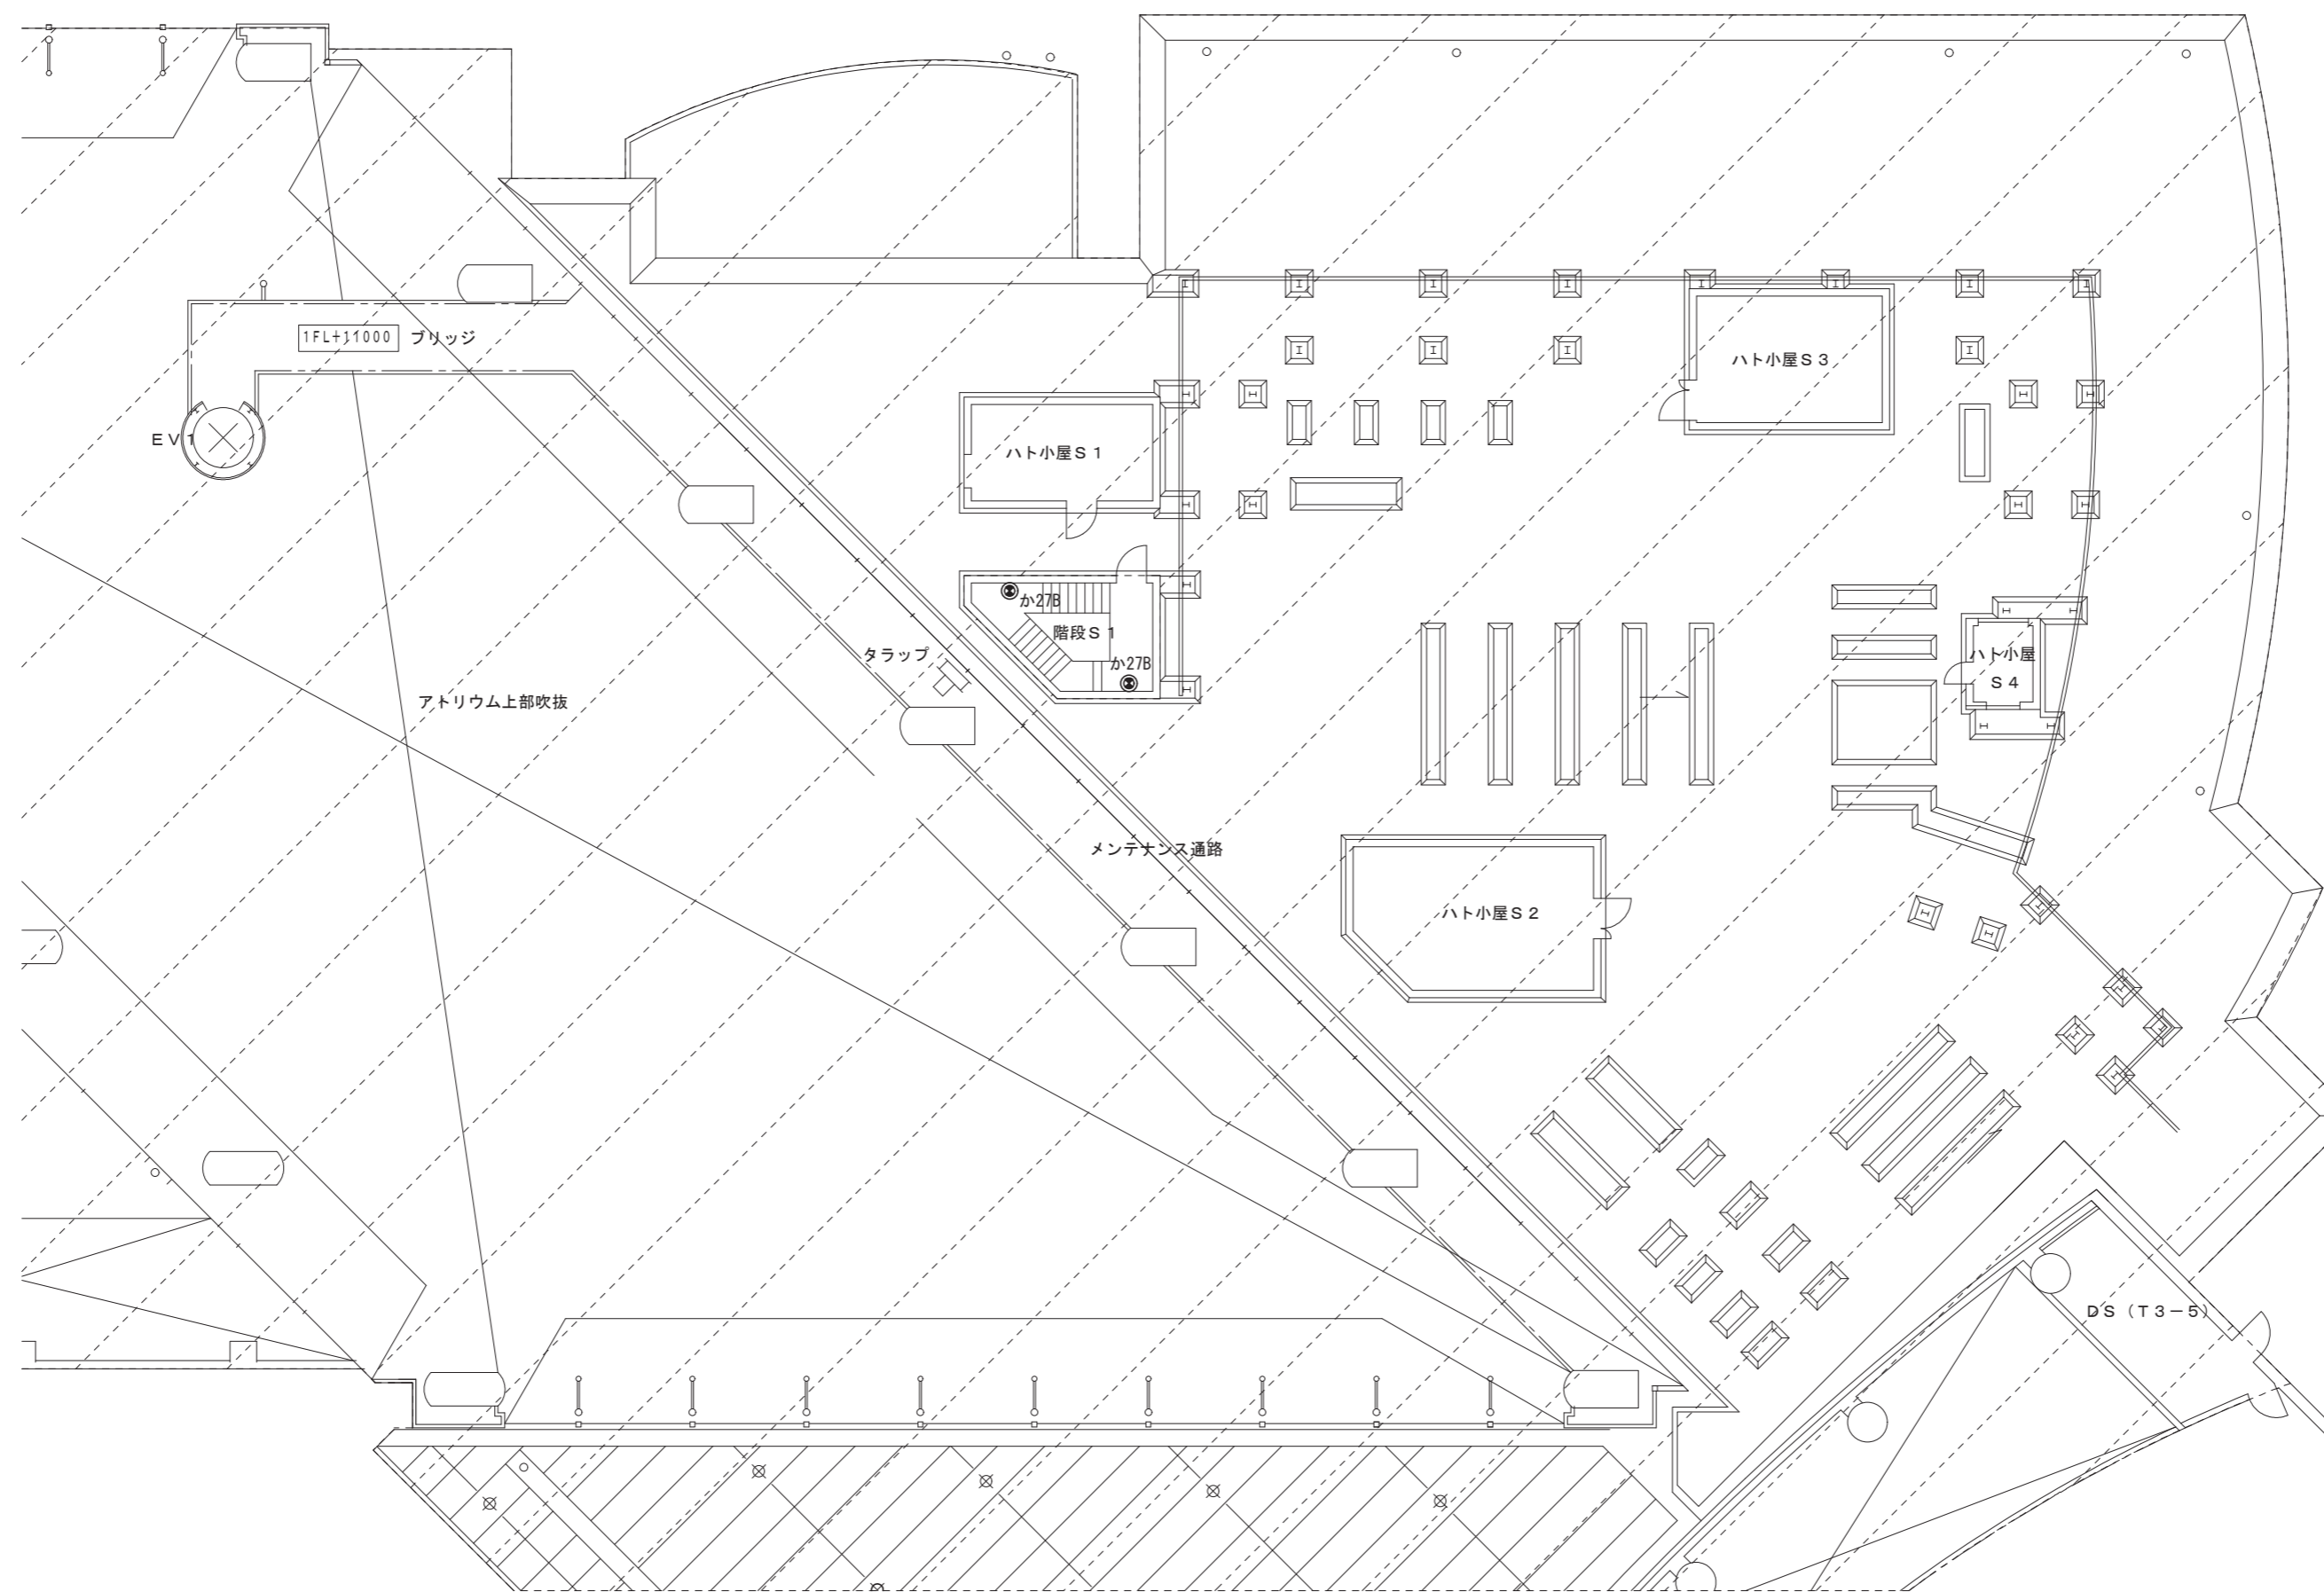 1FL+11000 ブリッジ
ハト小屋S3
EV1
ハト小屋S1
か27B
階段S1
か27B
タラップ
ハト小屋
S4
アトリウム上部吹抜
メンテナンス通路
ハト小屋S2
DS(T3-5)